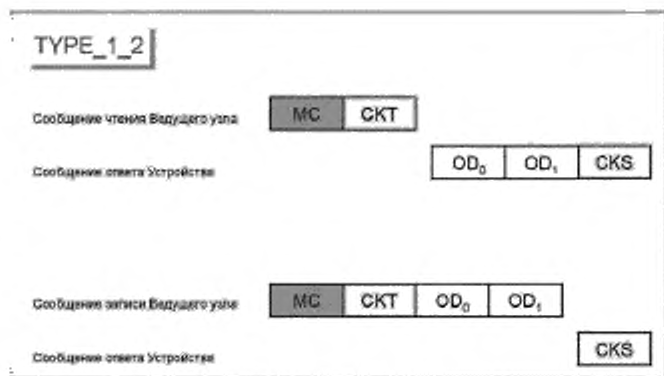 TYPE_1_2
Сообщение чтения Ведущего узла MC CKT
Сообщение ответа Устройства OD₀ OD₁ CKS
Сообщение записи Ведущего узла MC CKT OD₀ OD₁
Сообщение ответа Устройства CKS